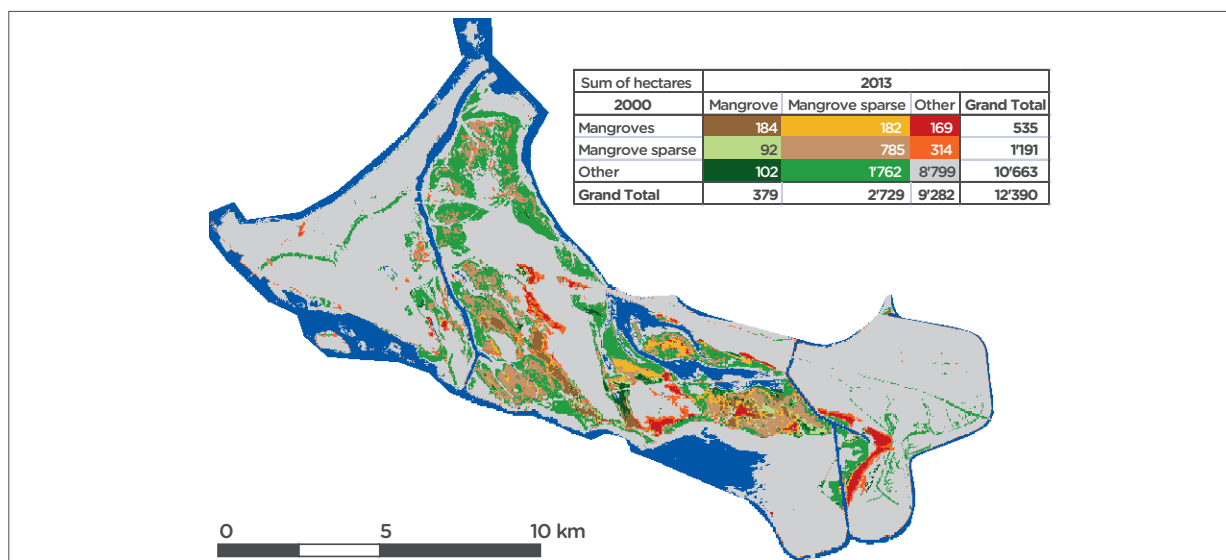 Sum of hectares 2013
2000 Mangrove Mangrove sparse Other Grand Total
Mangroves 184 182 169 535
Mangrove sparse 92 785 314 1'191
Other 102 1'762 8'799 10'663
Grand Total 379 2'729 9'282 12'390
0 5 10 km